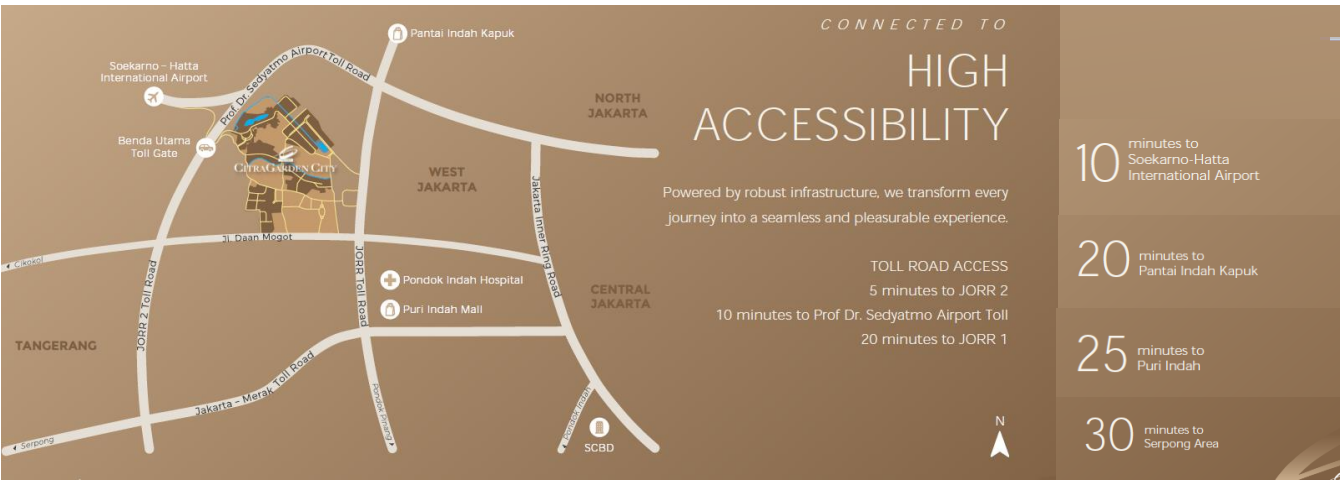 Pantai Indah Kapuk
Soekarno – Hatta
International Airport
Prof. Dr. Sedyatmo Airport Toll Road
NORTH
JAKARTA
Benda Utama
Toll Gate
CITRAGARDEN CITY
WEST
JAKARTA
Jakarta Inner Ring Road
Jl. Daan Mogot
Cikokol
JORR 2 Toll Road
JORR Toll Road
Pondok Indah Hospital
Puri Indah Mall
CENTRAL
JAKARTA
TANGERANG
Jakarta – Merak Toll Road
Serpong
Pondok Pinang
Pondok Indah
SCBD
CONNECTED TO
HIGH
ACCESSIBILITY
Powered by robust infrastructure, we transform every
journey into a seamless and pleasurable experience.
TOLL ROAD ACCESS
5 minutes to JORR 2
10 minutes to Prof Dr. Sedyatmo Airport Toll
20 minutes to JORR 1
N
10 minutes to
Soekarno-Hatta
International Airport
20 minutes to
Pantai Indah Kapuk
25 minutes to
Puri Indah
30 minutes to
Serpong Area